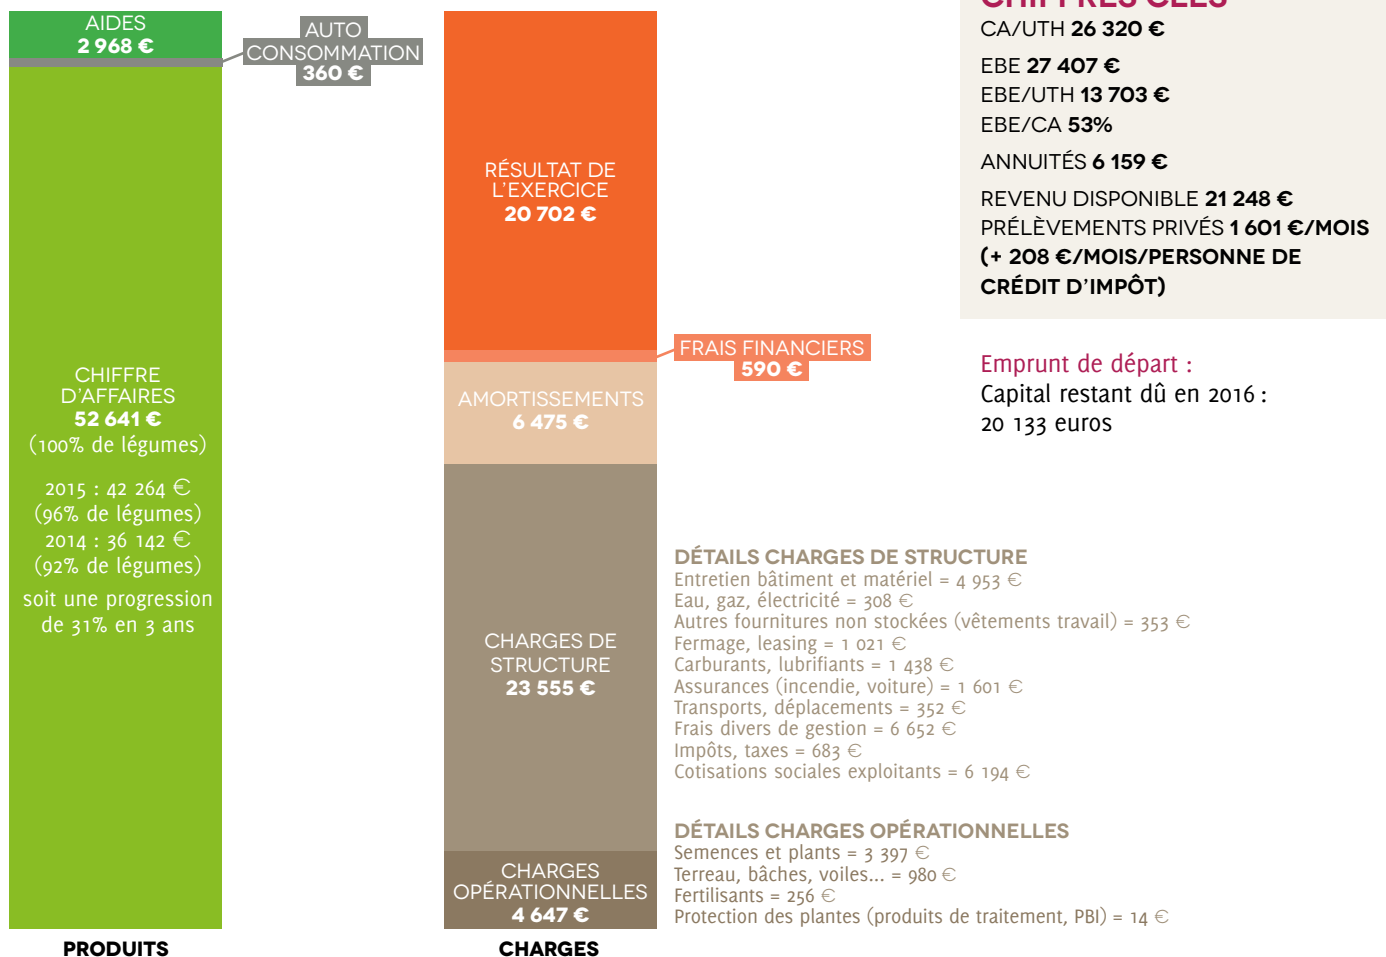 AIDES
2 968 €
AUTO
CONSOMMATION
360 €
CHIFFRE
D'AFFAIRES
52 641 €
(100% de légumes)
2015 : 42 264 €
(96% de légumes)
2014 : 36 142 €
(92% de légumes)
soit une progression
de 31% en 3 ans
PRODUITS
RÉSULTAT DE
L'EXERCICE
20 702 €
FRAIS FINANCIERS
590 €
AMORTISSEMENTS
6 475 €
CHARGES DE
STRUCTURE
23 555 €
CHARGES
OPÉRATIONNELLES
4 647 €
CHARGES
CHIFFRES CLÉS
CA/UTH 26 320 €
EBE 27 407 €
EBE/UTH 13 703 €
EBE/CA 53%
ANNUITÉS 6 159 €
REVENU DISPONIBLE 21 248 €
PRÉLÈVEMENTS PRIVÉS 1 601 €/MOIS
(+ 208 €/MOIS/PERSONNE DE
CRÉDIT D'IMPÔT)
Emprunt de départ :
Capital restant dû en 2016 :
20 133 euros
DÉTAILS CHARGES DE STRUCTURE
Entretien bâtiment et matériel = 4 953 €
Eau, gaz, électricité = 308 €
Autres fournitures non stockées (vêtements travail) = 353 €
Fermage, leasing = 1 021 €
Carburants, lubrifiants = 1 438 €
Assurances (incendie, voiture) = 1 601 €
Transports, déplacements = 352 €
Frais divers de gestion = 6 652 €
Impôts, taxes = 683 €
Cotisations sociales exploitants = 6 194 €
DÉTAILS CHARGES OPÉRATIONNELLES
Semences et plants = 3 397 €
Terreau, bâches, voiles... = 980 €
Fertilisants = 256 €
Protection des plantes (produits de traitement, PBI) = 14 €